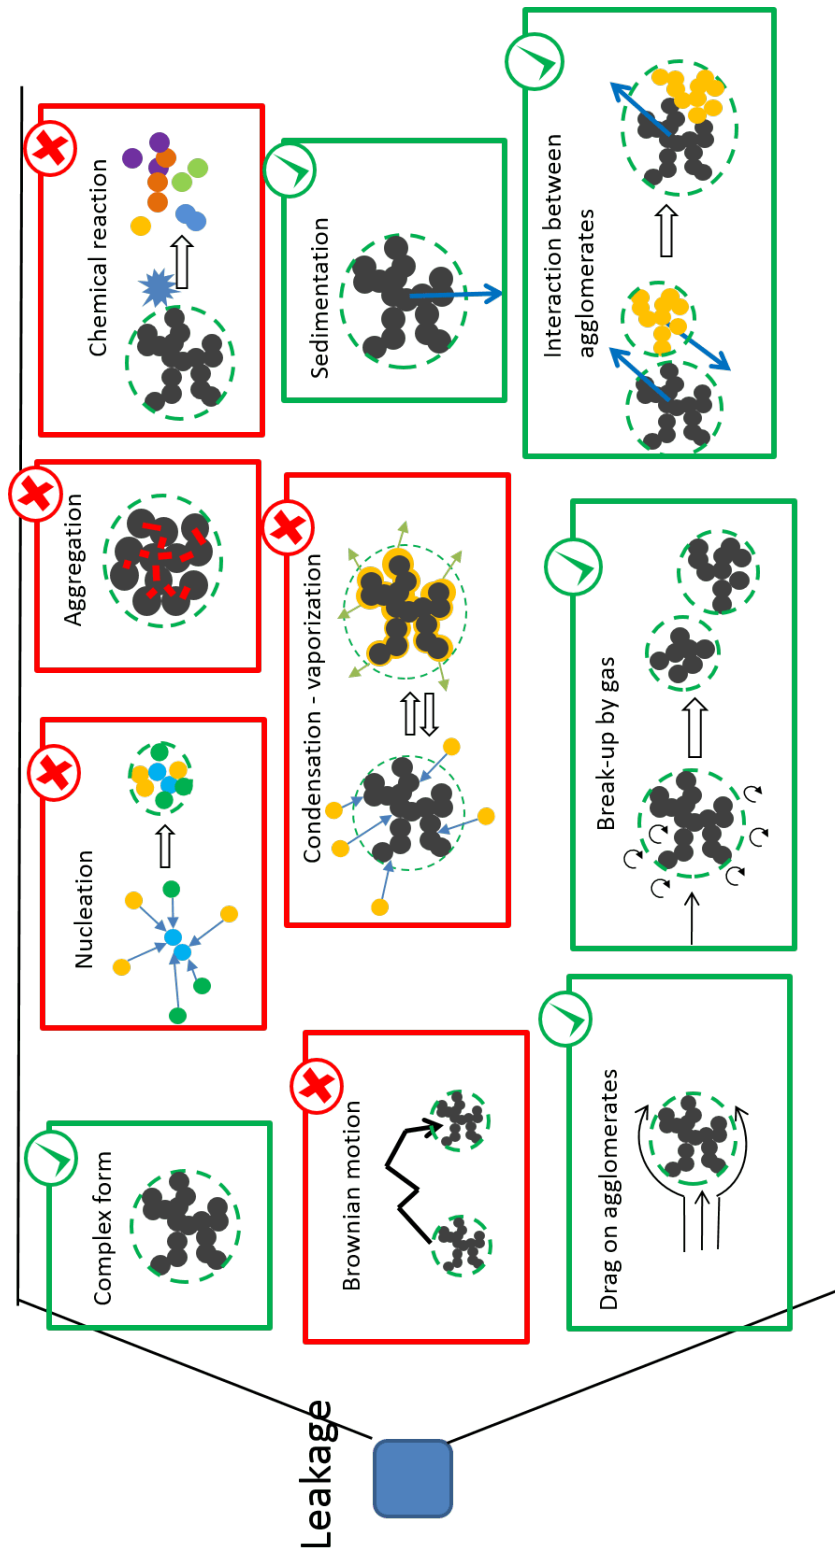 Leakage
Complex form
Nucleation
Aggregation
Chemical reaction
Brownian motion
Condensation - vaporization
Sedimentation
Drag on agglomerates
Break-up by gas
Interaction between
agglomerates